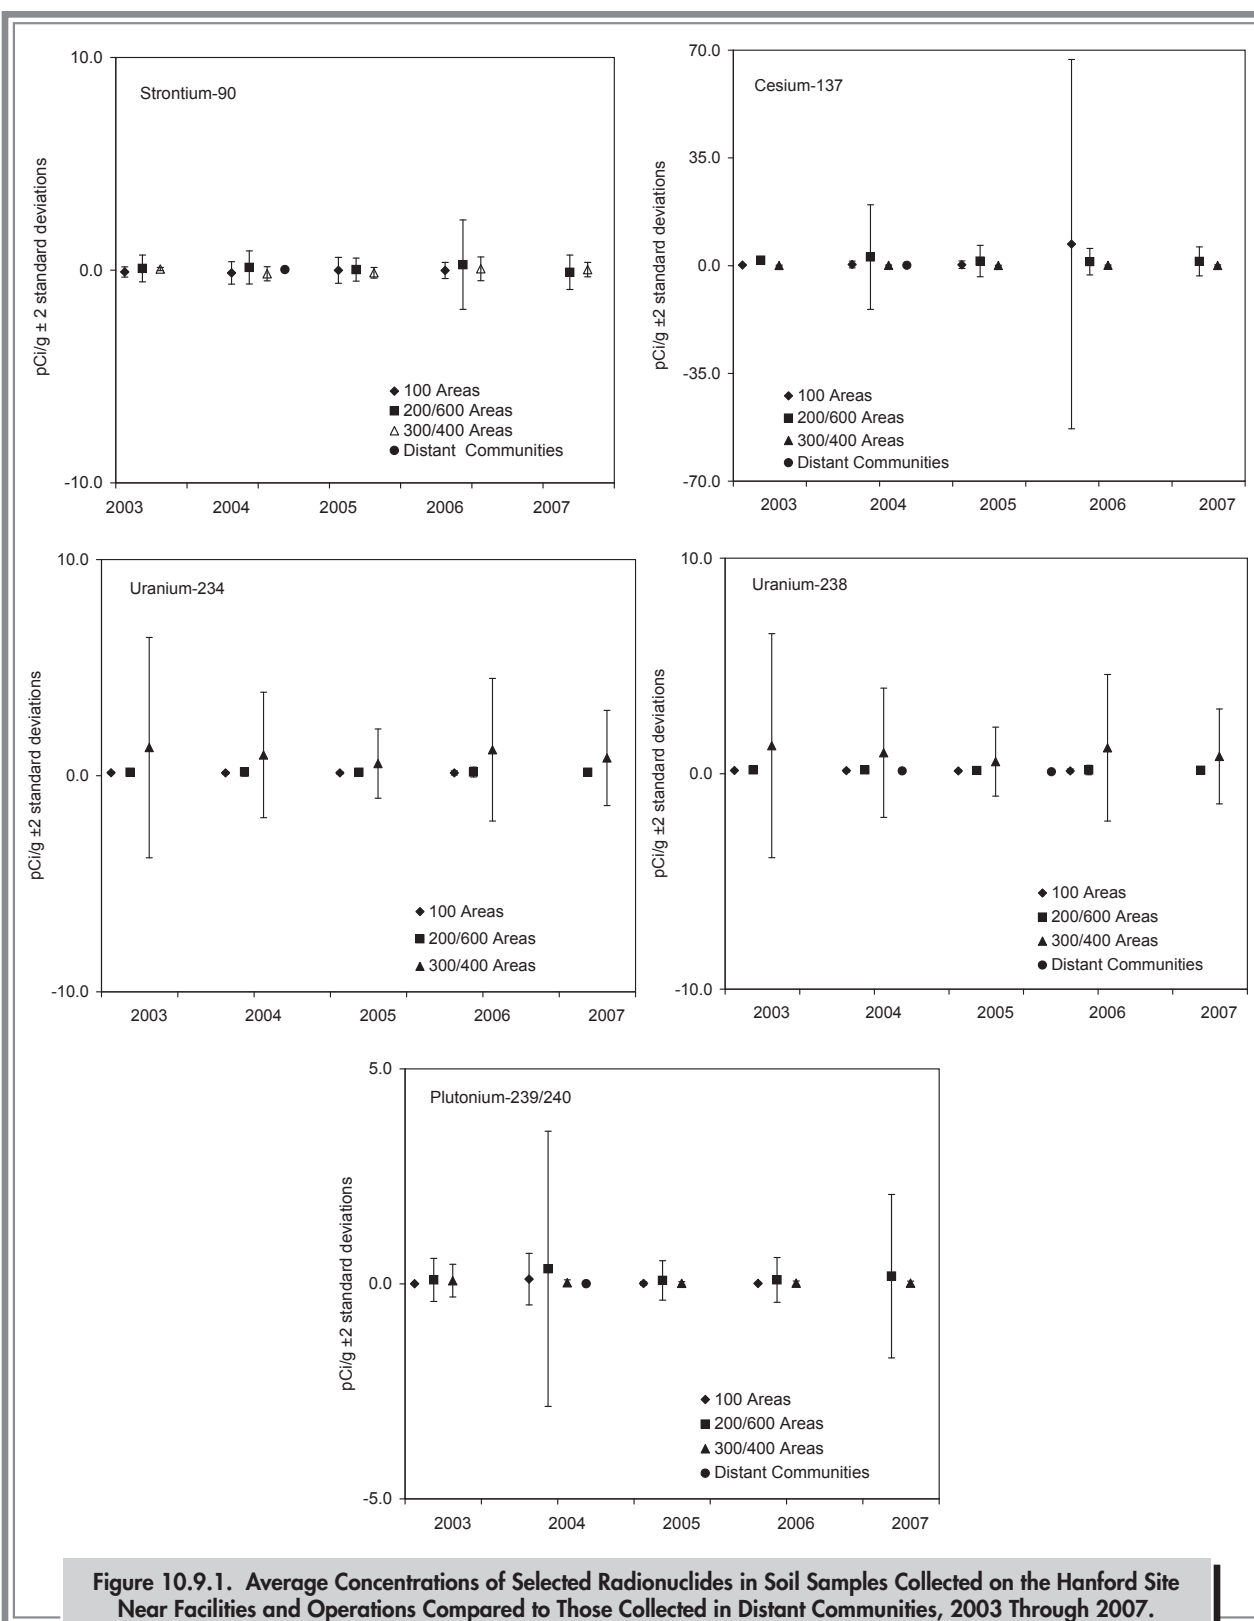 10.0
Strontium-90
pCi/g ± 2 standard deviations
0.0
100 Areas
200/600 Areas
300/400 Areas
Distant Communities
-10.0
2003 2004 2005 2006 2007
70.0
Cesium-137
35.0
pCi/g ±2 standard deviations
0.0
-35.0
100 Areas
200/600 Areas
300/400 Areas
Distant Communities
-70.0
2003 2004 2005 2006 2007
10.0
Uranium-234
pCi/g ±2 standard deviations
0.0
100 Areas
200/600 Areas
300/400 Areas
-10.0
2003 2004 2005 2006 2007
10.0
Uranium-238
pCi/g ±2 standard deviations
0.0
100 Areas
200/600 Areas
300/400 Areas
Distant Communities
-10.0
2003 2004 2005 2006 2007
5.0
Plutonium-239/240
pCi/g ±2 standard deviations
0.0
100 Areas
200/600 Areas
300/400 Areas
Distant Communities
-5.0
2003 2004 2005 2006 2007
Figure 10.9.1. Average Concentrations of Selected Radionuclides in Soil Samples Collected on the Hanford Site
Near Facilities and Operations Compared to Those Collected in Distant Communities, 2003 Through 2007.